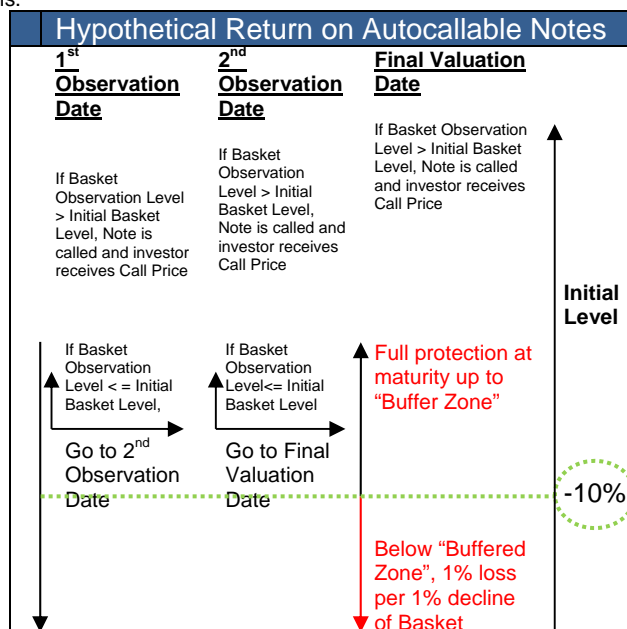 ns.
Hypothetical Return on Autocallable Notes
1st
Observation
Date
If Basket
Observation Level
> Initial Basket
Level, Note is
called and investor
receives Call Price
2nd
Observation
Date
If Basket
Observation
Level > Initial
Basket Level,
Note is called and
investor receives
Call Price
Final Valuation
Date
If Basket Observation
Level > Initial Basket
Level, Note is called
and investor receives
Call Price
Initial
Level
If Basket
Observation
Level < = Initial
Basket Level,
Go to 2nd
Observation
Date
If Basket
Observation
Level<= Initial
Basket Level
Go to Final
Valuation
Date
Full protection at
maturity up to
“Buffer Zone”
-10%
Below “Buffered
Zone”, 1% loss
per 1% decline
of Basket